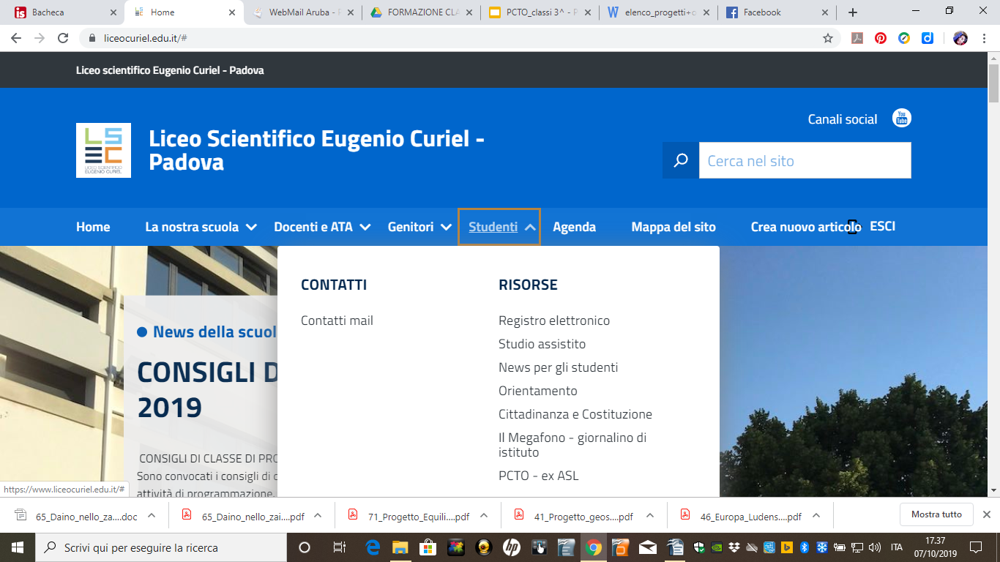 Bacheca
Home
WebMail Aruba - 
FORMAZIONE CLA
PCTO_classi 3^ - P
elenco_progetti+o
Facebook
liceocuriel.edu.it/#
Liceo scientifico Eugenio Curiel - Padova
Canali social
You Tube
LSEC
LICEO SCIENTIFICO
EUGENIO CURIEL
Liceo Scientifico Eugenio Curiel -
Padova
Cerca nel sito
Home
La nostra scuola
Docenti e ATA
Genitori
Studenti
Agenda
Mappa del sito
Crea nuovo articolo
ESCI
CONTATTI
Contatti mail
RISORSE
Registro elettronico
Studio assistito
News per gli studenti
Orientamento
Cittadinanza e Costituzione
Il Megafono - giornalino di
istituto
PCTO - ex ASL
News della scuol
CONSIGLI D
2019
CONSIGLI DI CLASSE DI PRO
Sono convocati i consigli di c
attività di programmazione.
https://www.liceocuriel.edu.it/#
65_Daino_nello_za....doc
65_Daino_nello_zai....pdf
71_Progetto_Equili....pdf
41_Progetto_geos....pdf
46_Europa_Ludens....pdf
Mostra tutto
Scrivi qui per eseguire la ricerca
ITA
17.37
07/10/2019